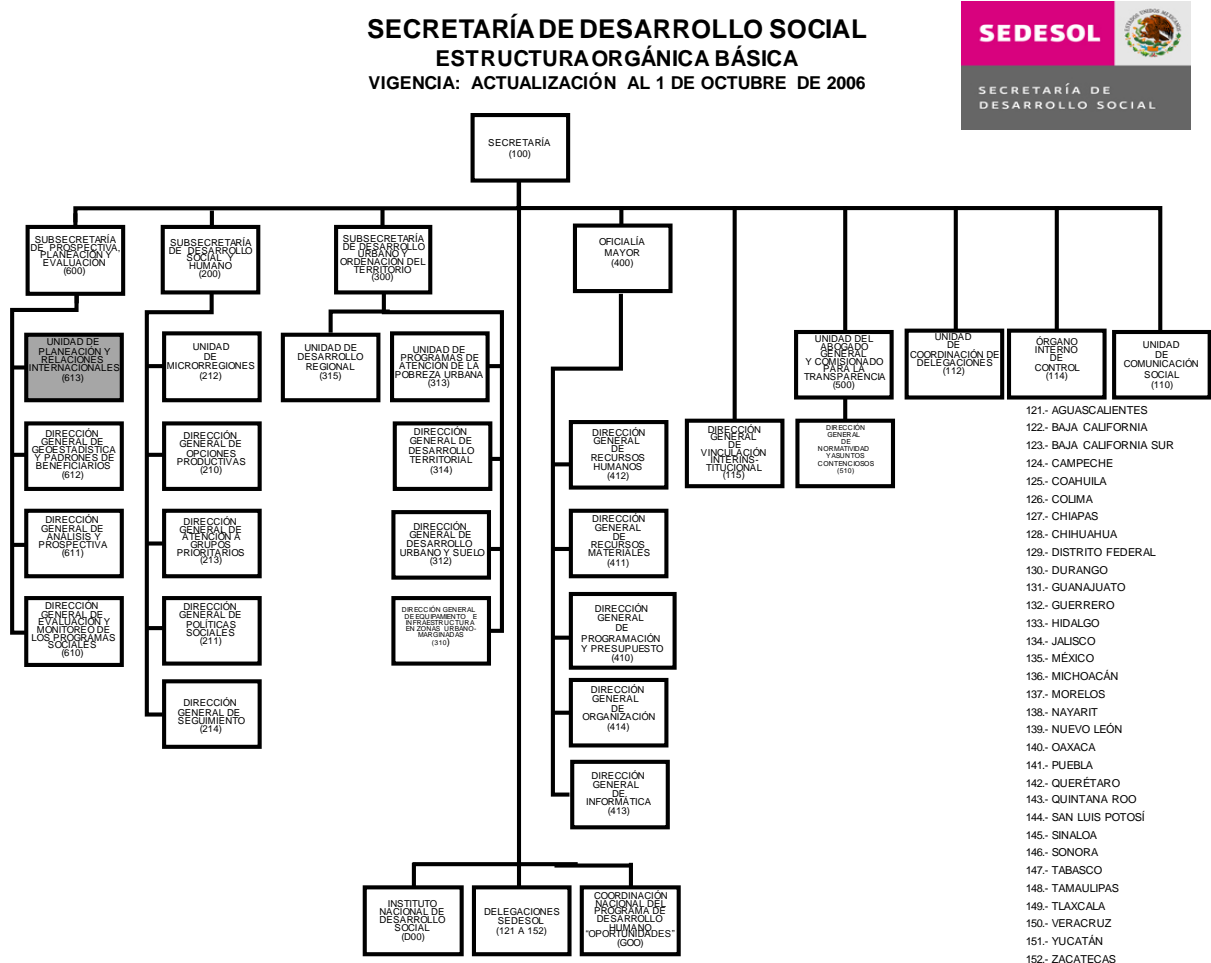 SECRETARÍA DE DESARROLLO SOCIAL
ESTRUCTURA ORGÁNICA BÁSICA
VIGENCIA: ACTUALIZACIÓN AL 1 DE OCTUBRE DE 2006
SEDESOL
ESTADOS UNIDOS MEXICANOS
SECRETARÍA DE
DESARROLLO SOCIAL
SECRETARÍA
(100)
SUBSECRETARÍA
DE PROSPECTIVA,
PLANEACIÓN Y
EVALUACIÓN
(600)
SUBSECRETARÍA
DE DESARROLLO
SOCIAL Y
HUMANO
(200)
SUBSECRETARÍA
DE DESARROLLO
URBANO Y
ORDENACIÓN DEL
TERRITORIO
(300)
OFICIALÍA
MAYOR
(400)
UNIDAD DE
PLANEACIÓN Y
RELACIONES
INTERNACIONALES
(613)
UNIDAD
DE
MICRORREGIONES
(212)
UNIDAD DE
DESARROLLO
REGIONAL
(315)
UNIDAD DE
PROGRAMAS DE
ATENCIÓN DE LA
POBREZA URBANA
(313)
UNIDAD DEL
ABOGADO
GENERAL
Y COMISIONADO
PARA LA
TRANSPARENCIA
(500)
UNIDAD
DE
COORDINACIÓN DE
DELEGACIONES
(112)
ÓRGANO
INTERNO
DE
CONTROL
(114)
UNIDAD
DE
COMUNICACIÓN
SOCIAL
(110)
DIRECCIÓN
GENERAL DE
GEOESTADÍSTICA
Y PADRONES DE
BENEFICIARIOS
(612)
DIRECCIÓN
GENERAL DE
OPCIONES
PRODUCTIVAS
(210)
DIRECCIÓN
GENERAL DE
DESARROLLO
TERRITORIAL
(314)
DIRECCIÓN
GENERAL
DE
RECURSOS
HUMANOS
(412)
DIRECCIÓN
GENERAL
DE
VINCULACIÓN
INTERINS-
TITUCIONAL
(115)
DIRECCIÓN
GENERAL
DE
NORMATIVIDAD
Y ASUNTOS
CONTENCIOSOS
(510)
DIRECCIÓN
GENERAL DE
ANÁLISIS Y
PROSPECTIVA
(611)
DIRECCIÓN
GENERAL DE
ATENCIÓN A
GRUPOS
PRIORITARIOS
(213)
DIRECCIÓN
GENERAL DE
DESARROLLO
URBANO Y SUELO
(312)
DIRECCIÓN
GENERAL
DE
RECURSOS
MATERIALES
(411)
DIRECCIÓN
GENERAL DE
EVALUACIÓN Y
MONITOREO DE
LOS PROGRAMAS
SOCIALES
(610)
DIRECCIÓN
GENERAL DE
POLÍTICAS
SOCIALES
(211)
DIRECCIÓN GENERAL
DE EQUIPAMIENTO E
INFRAESTRUCTURA
EN ZONAS URBANO-
MARGINADAS
(310)
DIRECCIÓN
GENERAL
DE
PROGRAMACIÓN
Y PRESUPUESTO
(410)
DIRECCIÓN
GENERAL DE
SEGUIMIENTO
(214)
DIRECCIÓN
GENERAL
DE
ORGANIZACIÓN
(414)
DIRECCIÓN
GENERAL
DE
INFORMÁTICA
(413)
INSTITUTO
NACIONAL DE
DESARROLLO
SOCIAL
(D00)
DELEGACIONES
SEDESOL
(121 A 152)
COORDINACIÓN
NACIONAL DEL
PROGRAMA DE
DESARROLLO
HUMANO
"OPORTUNIDADES"
(GOO)
121.- AGUASCALIENTES
122.- BAJA CALIFORNIA
123.- BAJA CALIFORNIA SUR
124.- CAMPECHE
125.- COAHUILA
126.- COLIMA
127.- CHIAPAS
128.- CHIHUAHUA
129.- DISTRITO FEDERAL
130.- DURANGO
131.- GUANAJUATO
132.- GUERRERO
133.- HIDALGO
134.- JALISCO
135.- MÉXICO
136.- MICHOACÁN
137.- MORELOS
138.- NAYARIT
139.- NUEVO LEÓN
140.- OAXACA
141.- PUEBLA
142.- QUERÉTARO
143.- QUINTANA ROO
144.- SAN LUIS POTOSÍ
145.- SINALOA
146.- SONORA
147.- TABASCO
148.- TAMAULIPAS
149.- TLAXCALA
150.- VERACRUZ
151.- YUCATÁN
152.- ZACATECAS